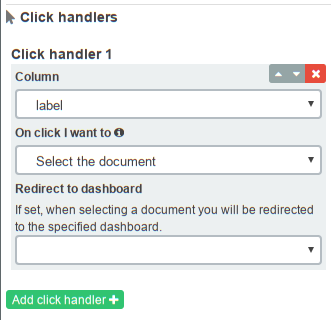 Click handlers
Click handler 1
Column
label
On click I want to
Select the document
Redirect to dashboard
If set, when selecting a document you will be redirected
to the specified dashboard.
Add click handler